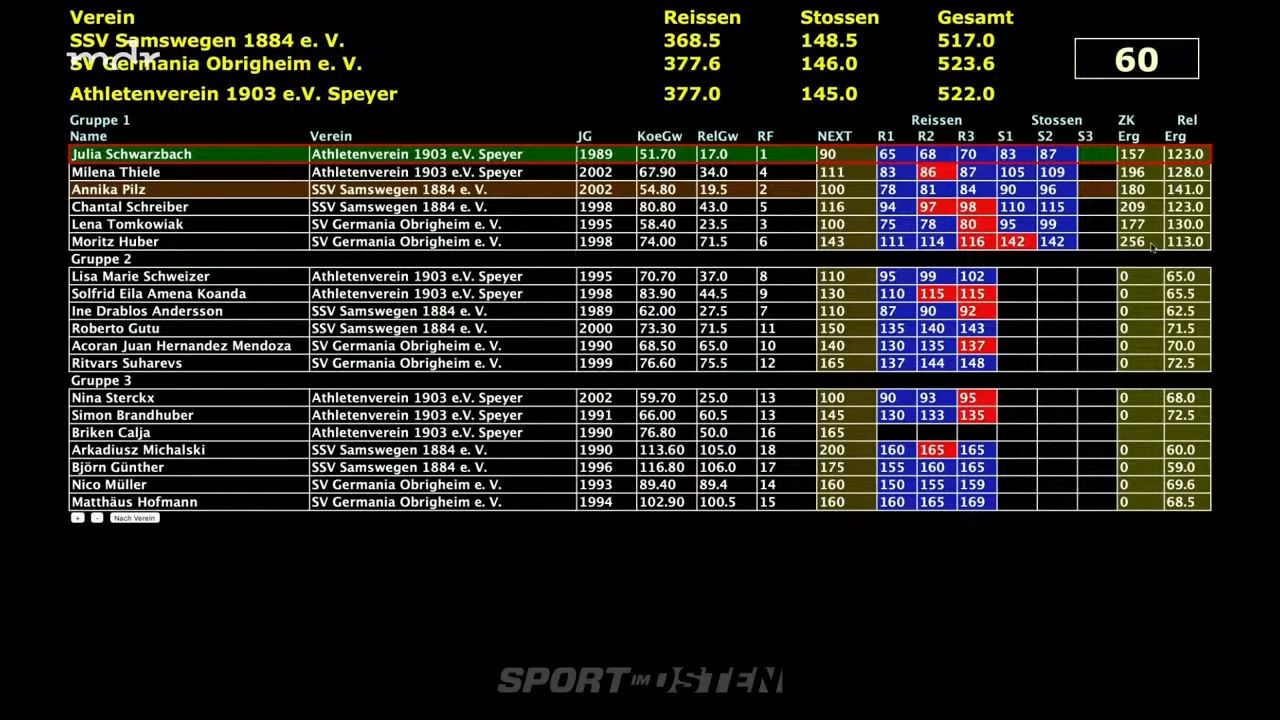 Verein Reissen Stossen Gesamt
SSV Samswegen 1884 e. V. 368.5 148.5 517.0
mdr
60
SV Germania Obrigheim e. V. 377.6 146.0 523.6
Athletenverein 1903 e.V. Speyer 377.0 145.0 522.0
Gruppe 1 Reissen Stossen ZK Rel
Name Verein JG KoeGw RelGw RF NEXT R1 R2 R3 S1 S2 S3 Erg Erg
Julia Schwarzbach Athletenverein 1903 e.V. Speyer 1989 51.70 17.0 1 90 65 68 70 83 87 157 123.0
Milena Thiele Athletenverein 1903 e.V. Speyer 2002 67.90 34.0 4 111 83 86 87 105 109 196 128.0
Annika Pilz SSV Samswegen 1884 e. V. 2002 54.80 19.5 2 100 78 81 84 90 96 180 141.0
Chantal Schreiber SSV Samswegen 1884 e. V. 1998 80.80 43.0 5 116 94 97 98 110 115 209 123.0
Lena Tomkowiak SV Germania Obrigheim e. V. 1995 58.40 23.5 3 100 75 78 80 95 99 177 130.0
Moritz Huber SV Germania Obrigheim e. V. 1998 74.00 71.5 6 143 111 114 116 142 142 256 113.0
Gruppe 2
Lisa Marie Schweizer Athletenverein 1903 e.V. Speyer 1995 70.70 37.0 8 110 95 99 102 0 65.0
Solfrid Eila Amena Koanda Athletenverein 1903 e.V. Speyer 1998 83.90 44.5 9 130 110 115 115 0 65.5
Ine Drablos Andersson SSV Samswegen 1884 e. V. 1989 62.00 27.5 7 110 87 90 92 0 62.5
Roberto Gutu SSV Samswegen 1884 e. V. 2000 73.30 71.5 11 150 135 140 143 0 71.5
Acoran Juan Hernandez Mendoza SV Germania Obrigheim e. V. 1990 68.50 65.0 10 140 130 135 137 0 70.0
Ritvars Suharevs SV Germania Obrigheim e. V. 1999 76.60 75.5 12 165 137 144 148 0 72.5
Gruppe 3
Nina Sterckx Athletenverein 1903 e.V. Speyer 2002 59.70 25.0 13 100 90 93 95 0 68.0
Simon Brandhuber Athletenverein 1903 e.V. Speyer 1991 66.00 60.5 13 145 130 133 135 0 72.5
Briken Calja Athletenverein 1903 e.V. Speyer 1990 76.80 50.0 16 165
Arkadiusz Michalski SSV Samswegen 1884 e. V. 1990 113.60 105.0 18 200 160 165 165 0 60.0
Björn Günther SSV Samswegen 1884 e. V. 1996 116.80 106.0 17 175 155 160 165 0 59.0
Nico Müller SV Germania Obrigheim e. V. 1993 89.40 89.4 14 160 150 155 159 0 69.6
Matthäus Hofmann SV Germania Obrigheim e. V. 1994 102.90 100.5 15 160 160 165 169 0 68.5
+ - Nach Verein
SPORT IM OSTEN